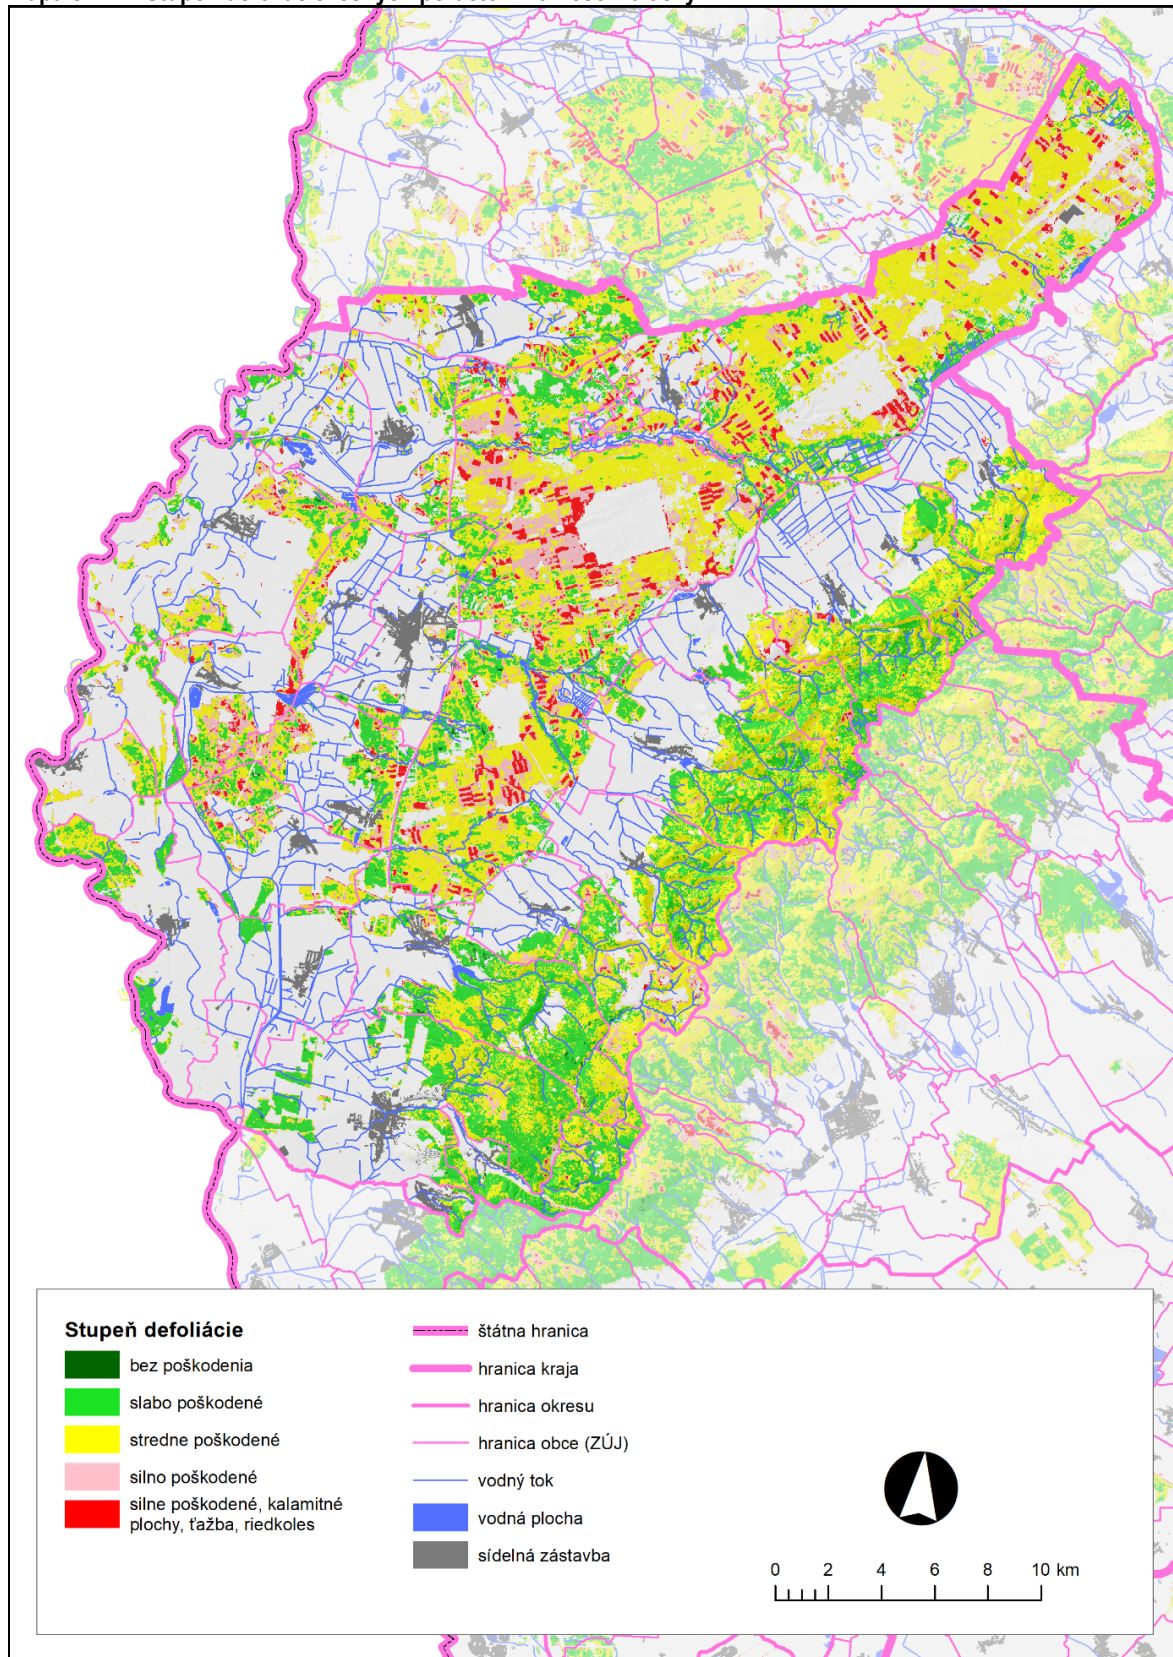 Stupeň defoliácie
bez poškodenia
slabo poškodené
stredne poškodené
silno poškodené
silne poškodené, kalamitné
plochy, ťažba, riedkoles
štátna hranica
hranica kraja
hranica okresu
hranica obce (ZÚJ)
vodný tok
vodná plocha
sídelná zástavba
0 2 4 6 8 10 km